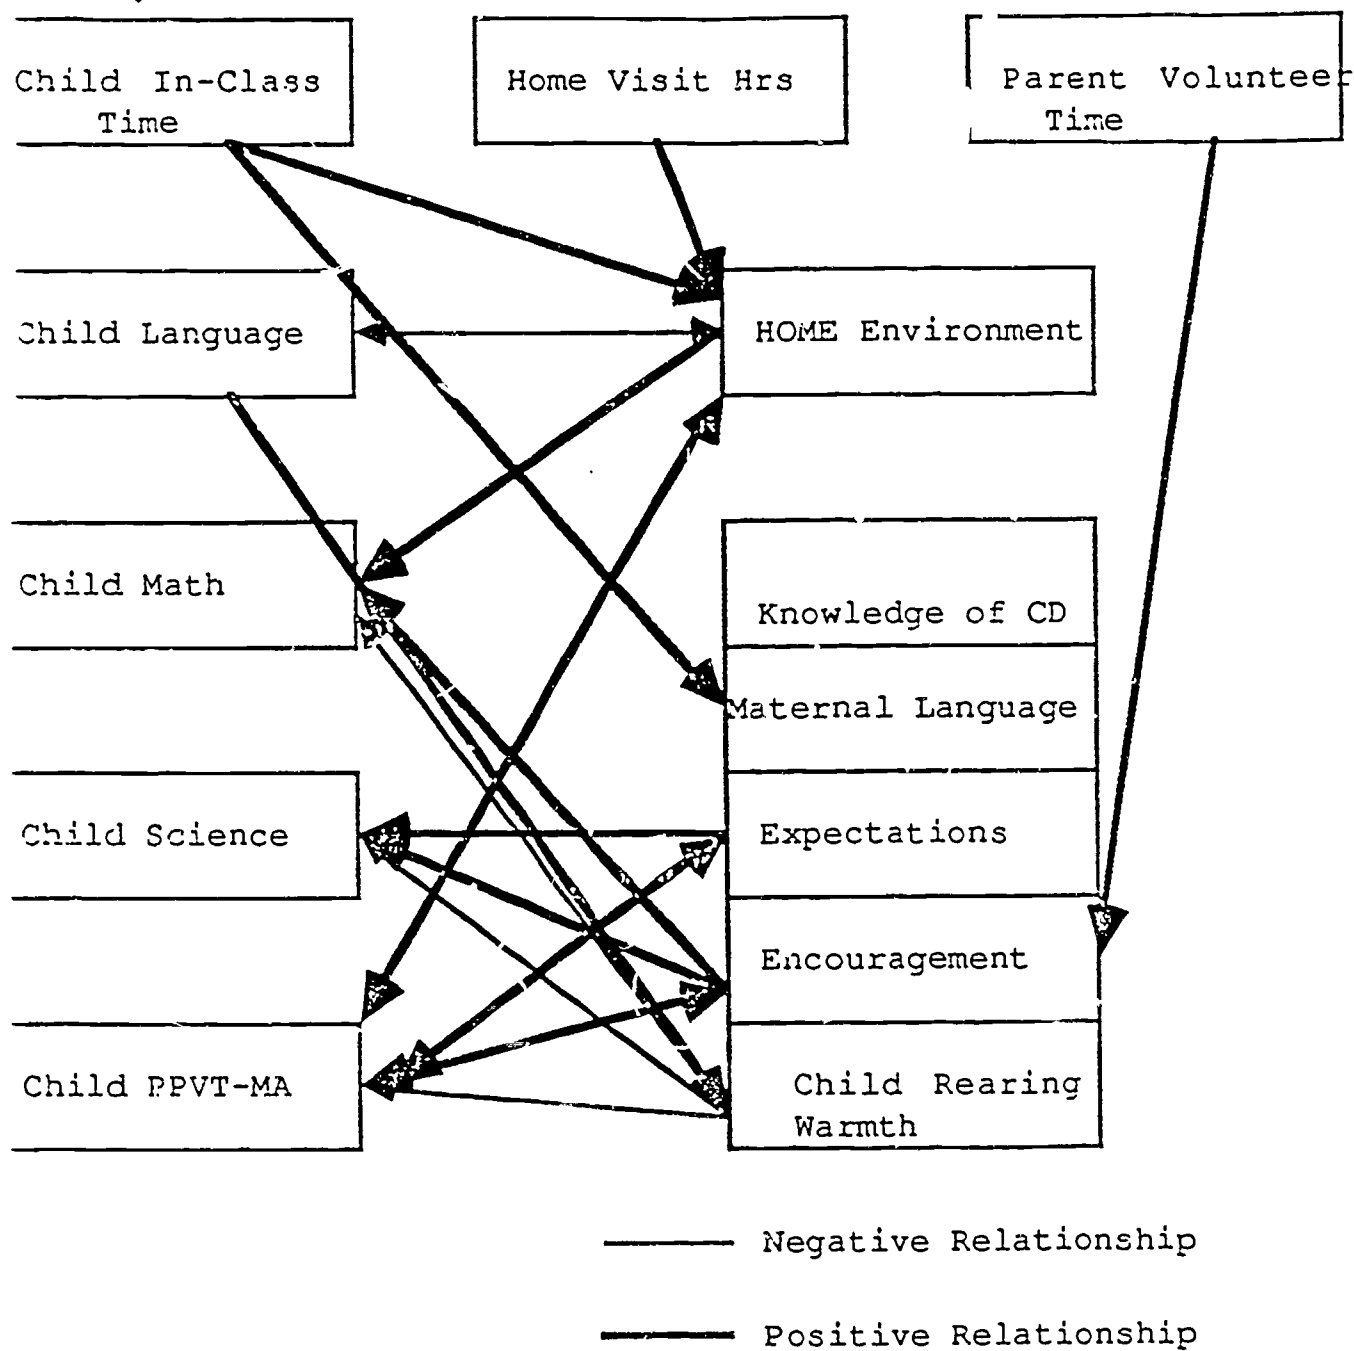 Child In-Class
Time
Home Visit Hrs
Parent Volunteer
Time
Child Language
HOME Environment
Child Math
Knowledge of CD
Maternal Language
Child Science
Expectations
Encouragement
Child PPVT-MA
Child Rearing
Warmth
Negative Relationship
Positive Relationship